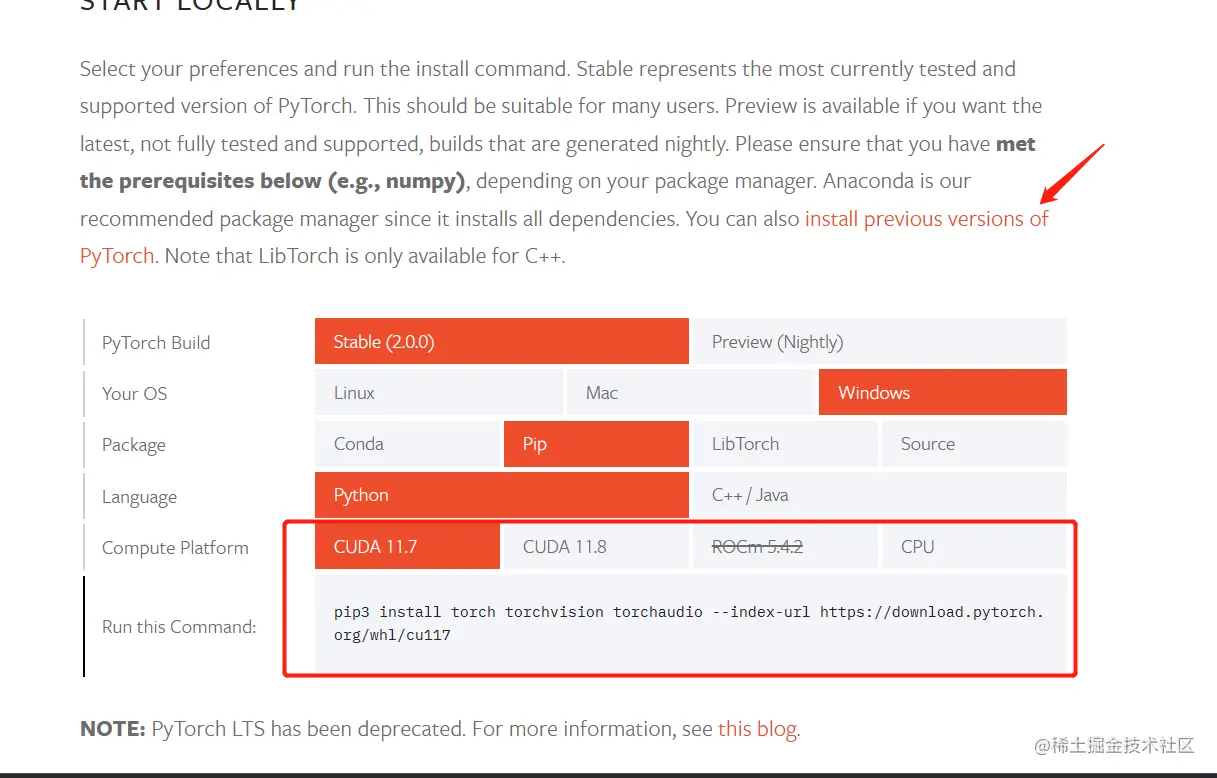 START LOCALLY
Select your preferences and run the install command. Stable represents the most currently tested and
supported version of PyTorch. This should be suitable for many users. Preview is available if you want the
latest, not fully tested and supported, builds that are generated nightly. Please ensure that you have met
the prerequisites below (e.g., numpy), depending on your package manager. Anaconda is our
recommended package manager since it installs all dependencies. You can also install previous versions of
PyTorch. Note that LibTorch is only available for C++.
PyTorch Build Stable (2.0.0) Preview (Nightly)
Your OS Linux Mac Windows
Package Conda Pip LibTorch Source
Language Python C++ / Java
Compute Platform CUDA 11.7 CUDA 11.8 ROCm 5.4.2 CPU
Run this Command: pip3 install torch torchvision torchaudio --index-url https://download.pytorch.
org/whl/cu117
NOTE: PyTorch LTS has been deprecated. For more information, see this blog.
@稀土掘金技术社区